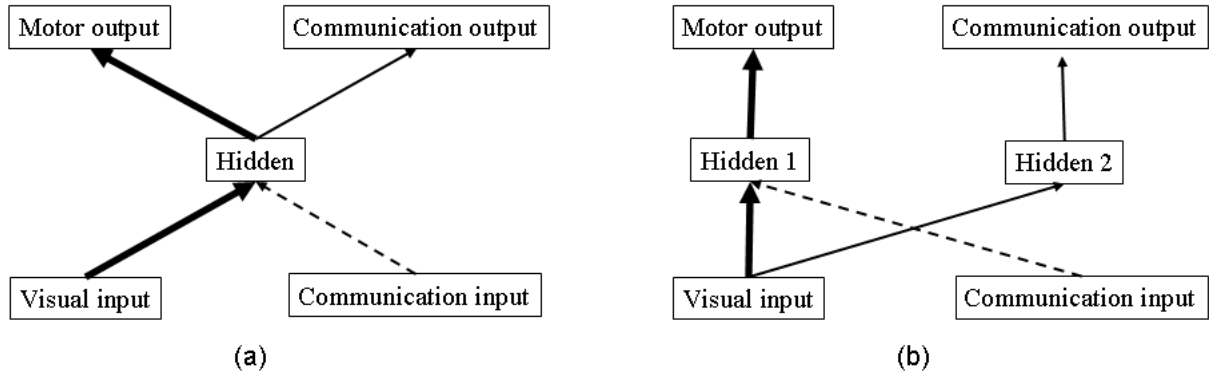 Motor output
Communication output
Hidden
Visual input
Communication input
(a)
Motor output
Communication output
Hidden 1
Hidden 2
Visual input
Communication input
(b)